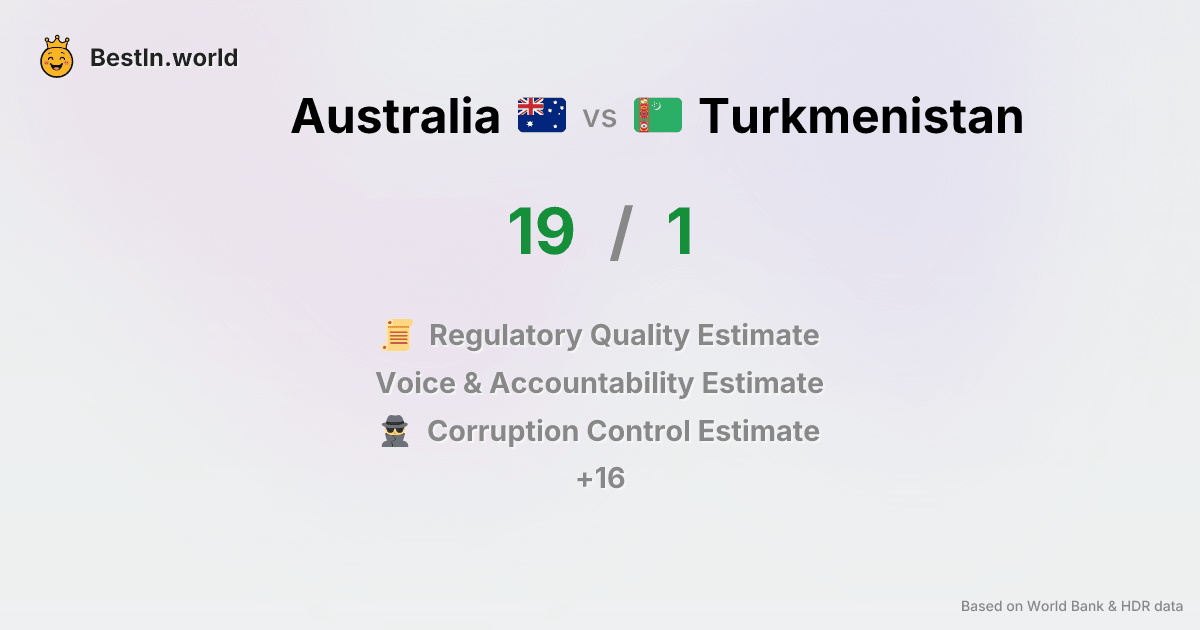 BestIn.world
Australia vs Turkmenistan
19 / 1
Regulatory Quality Estimate
Voice & Accountability Estimate
Corruption Control Estimate
+16
Based on World Bank & HDR data